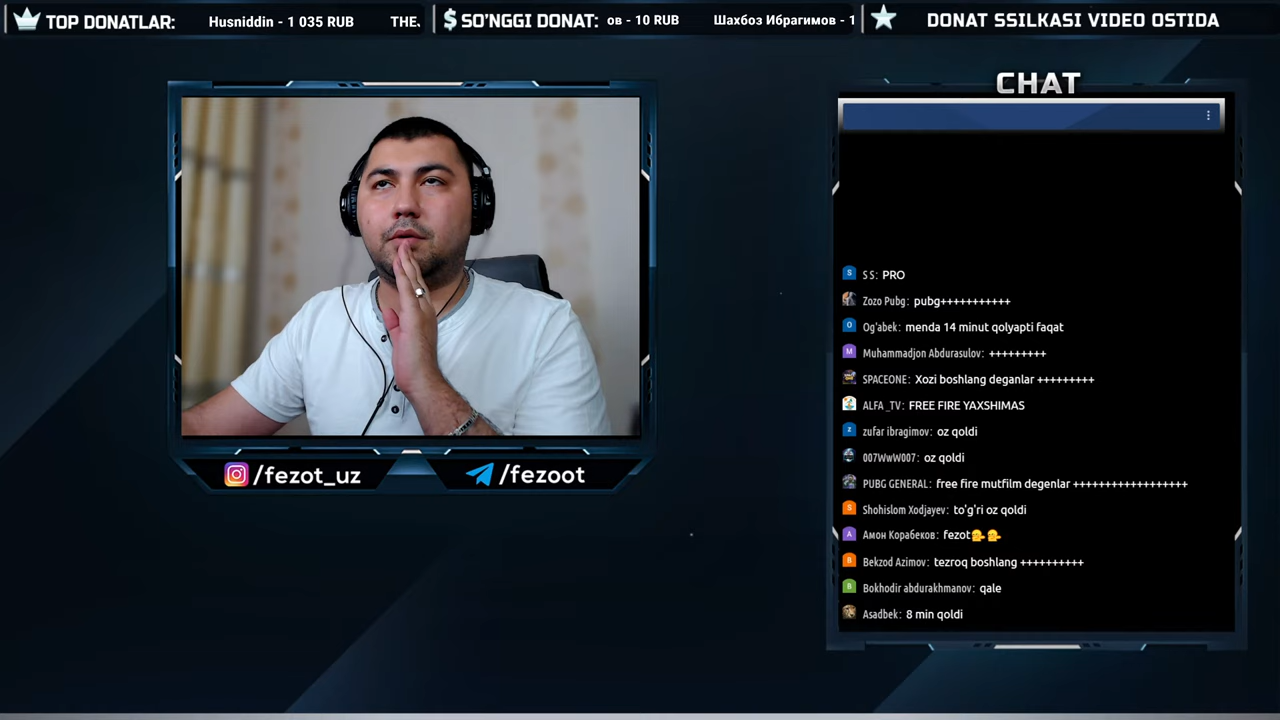 TOP DONATLAR: Husniddin - 1 035 RUB THE.
$ SO'NGGI DONAT: ов - 10 RUB Шахбоз Ибрагимов - 1
DONAT SSILKASI VIDEO OSTIDA
CHAT
S S: PRO
Zozo Pubg: pubg+++++++++++
Og'abek: menda 14 minut qolyapti faqat
Muhammadjon Abdurasulov: +++++++++
SPACEONE: Xozi boshlang deganlar +++++++++
ALFA _TV: FREE FIRE YAXSHIMAS
zufar ibragimov: oz qoldi
007WwW007: oz qoldi
PUBG GENERAL: free fire mutfilm degenlar ++++++++++++++++++
Shohislom Xodjayev: to'g'ri oz qoldi
Амон Корабеков: fezot💁💁
Bekzod Azimov: tezroq boshlang ++++++++++
Bokhodir abdurakhmanov: qale
Asadbek: 8 min qoldi
/fezot_uz
/fezoot